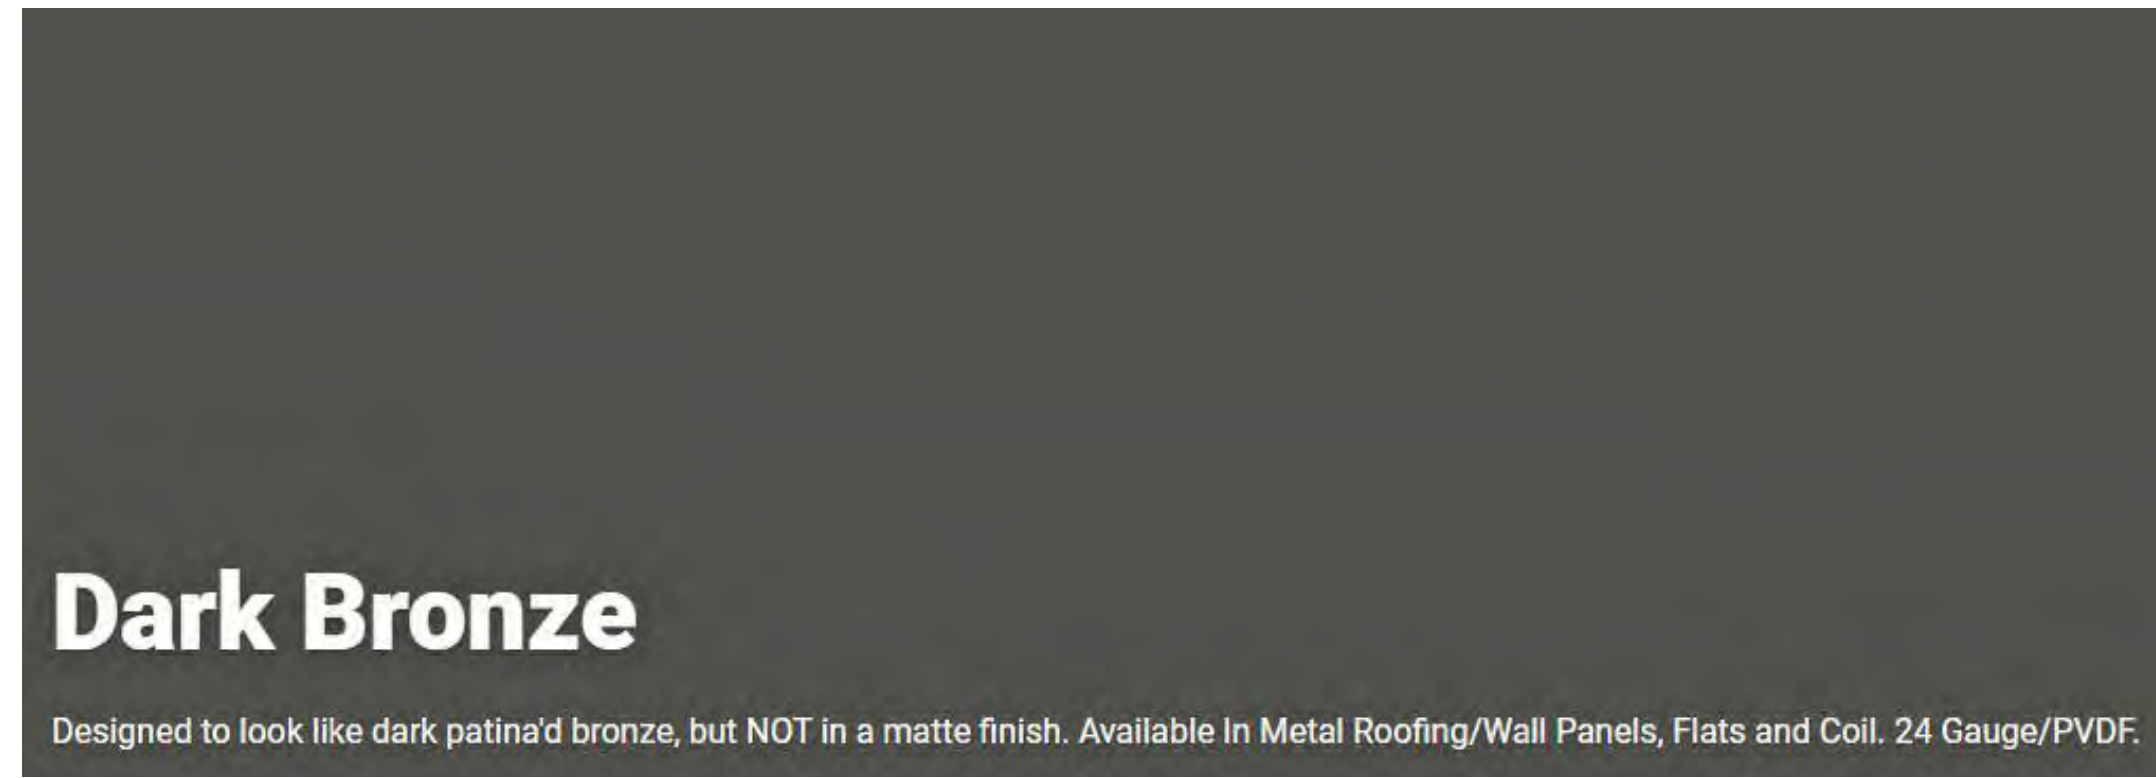 Dark Bronze
Designed to look like dark patina'd bronze, but NOT in a matte finish. Available In Metal Roofing/Wall Panels, Flats and Coil. 24 Gauge/PVDF.